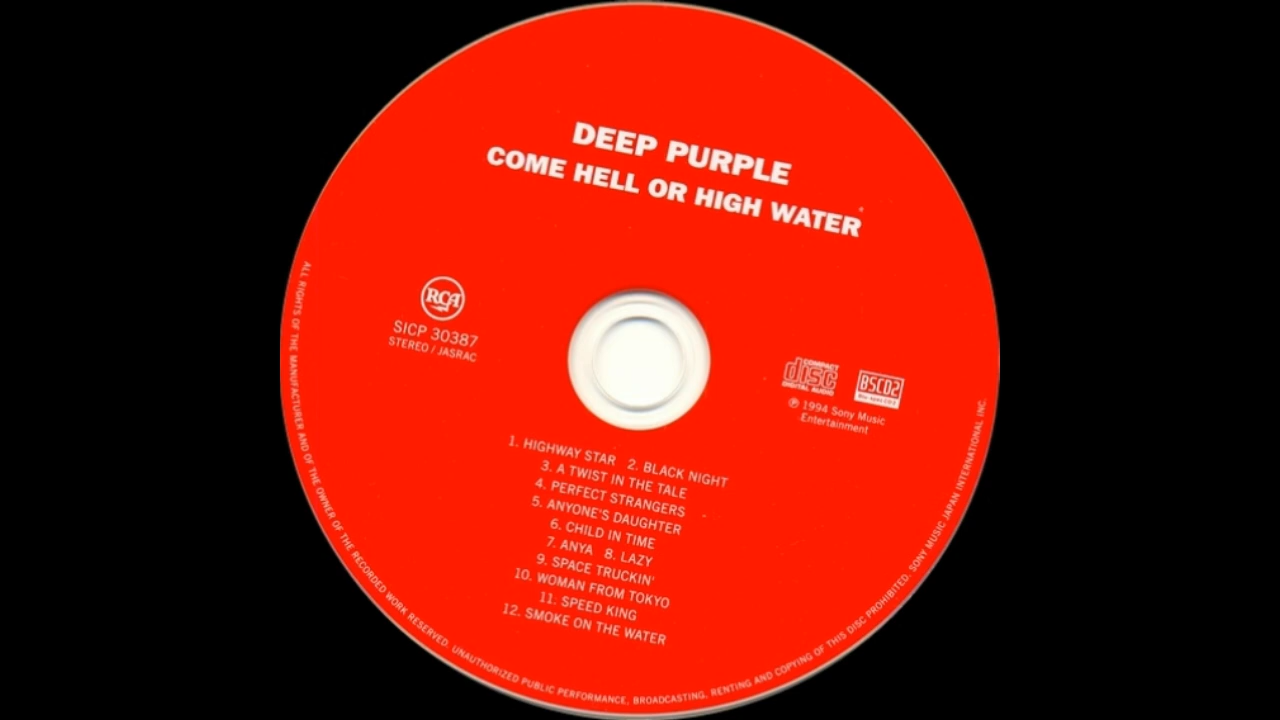 DEEP PURPLE
COME HELL OR HIGH WATER
RCA
SICP 30387
STEREO / JASRAC
COMPACT
disc
DIGITAL AUDIO
BSCD2
Blu-spec CD2
℗ 1994 Sony Music
Entertainment
1. HIGHWAY STAR 2. BLACK NIGHT
3. A TWIST IN THE TALE
4. PERFECT STRANGERS
5. ANYONE'S DAUGHTER
6. CHILD IN TIME
7. ANYA 8. LAZY
9. SPACE TRUCKIN'
10. WOMAN FROM TOKYO
11. SPEED KING
12. SMOKE ON THE WATER
ALL RIGHTS OF THE MANUFACTURER AND OF THE OWNER OF THE RECORDED WORK RESERVED. UNAUTHORIZED PUBLIC PERFORMANCE, BROADCASTING, RENTING AND COPYING OF THIS DISC PROHIBITED. SONY MUSIC JAPAN INTERNATIONAL INC.